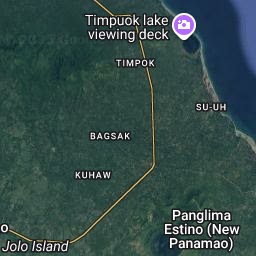 Timpuok lake
viewing deck
TIMPOK
SU-UH
BAGSAK
KUHAW
o
Panglima
Estino (New
Panamao)
Jolo Island